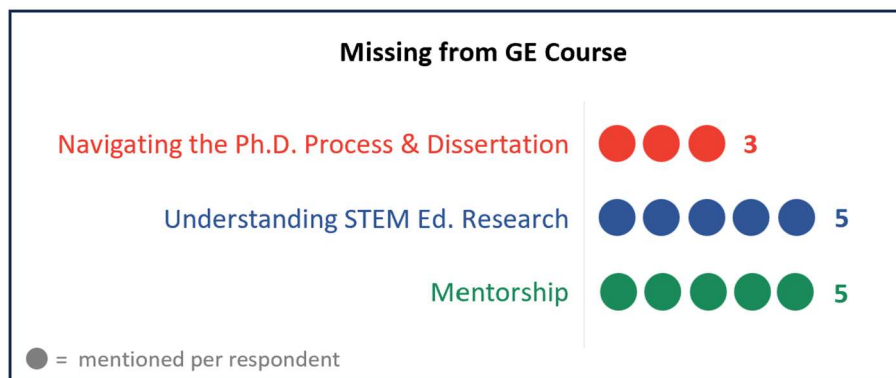 Missing from GE Course
Navigating the Ph.D. Process & Dissertation 3
Understanding STEM Ed. Research 5
Mentorship 5
= mentioned per respondent